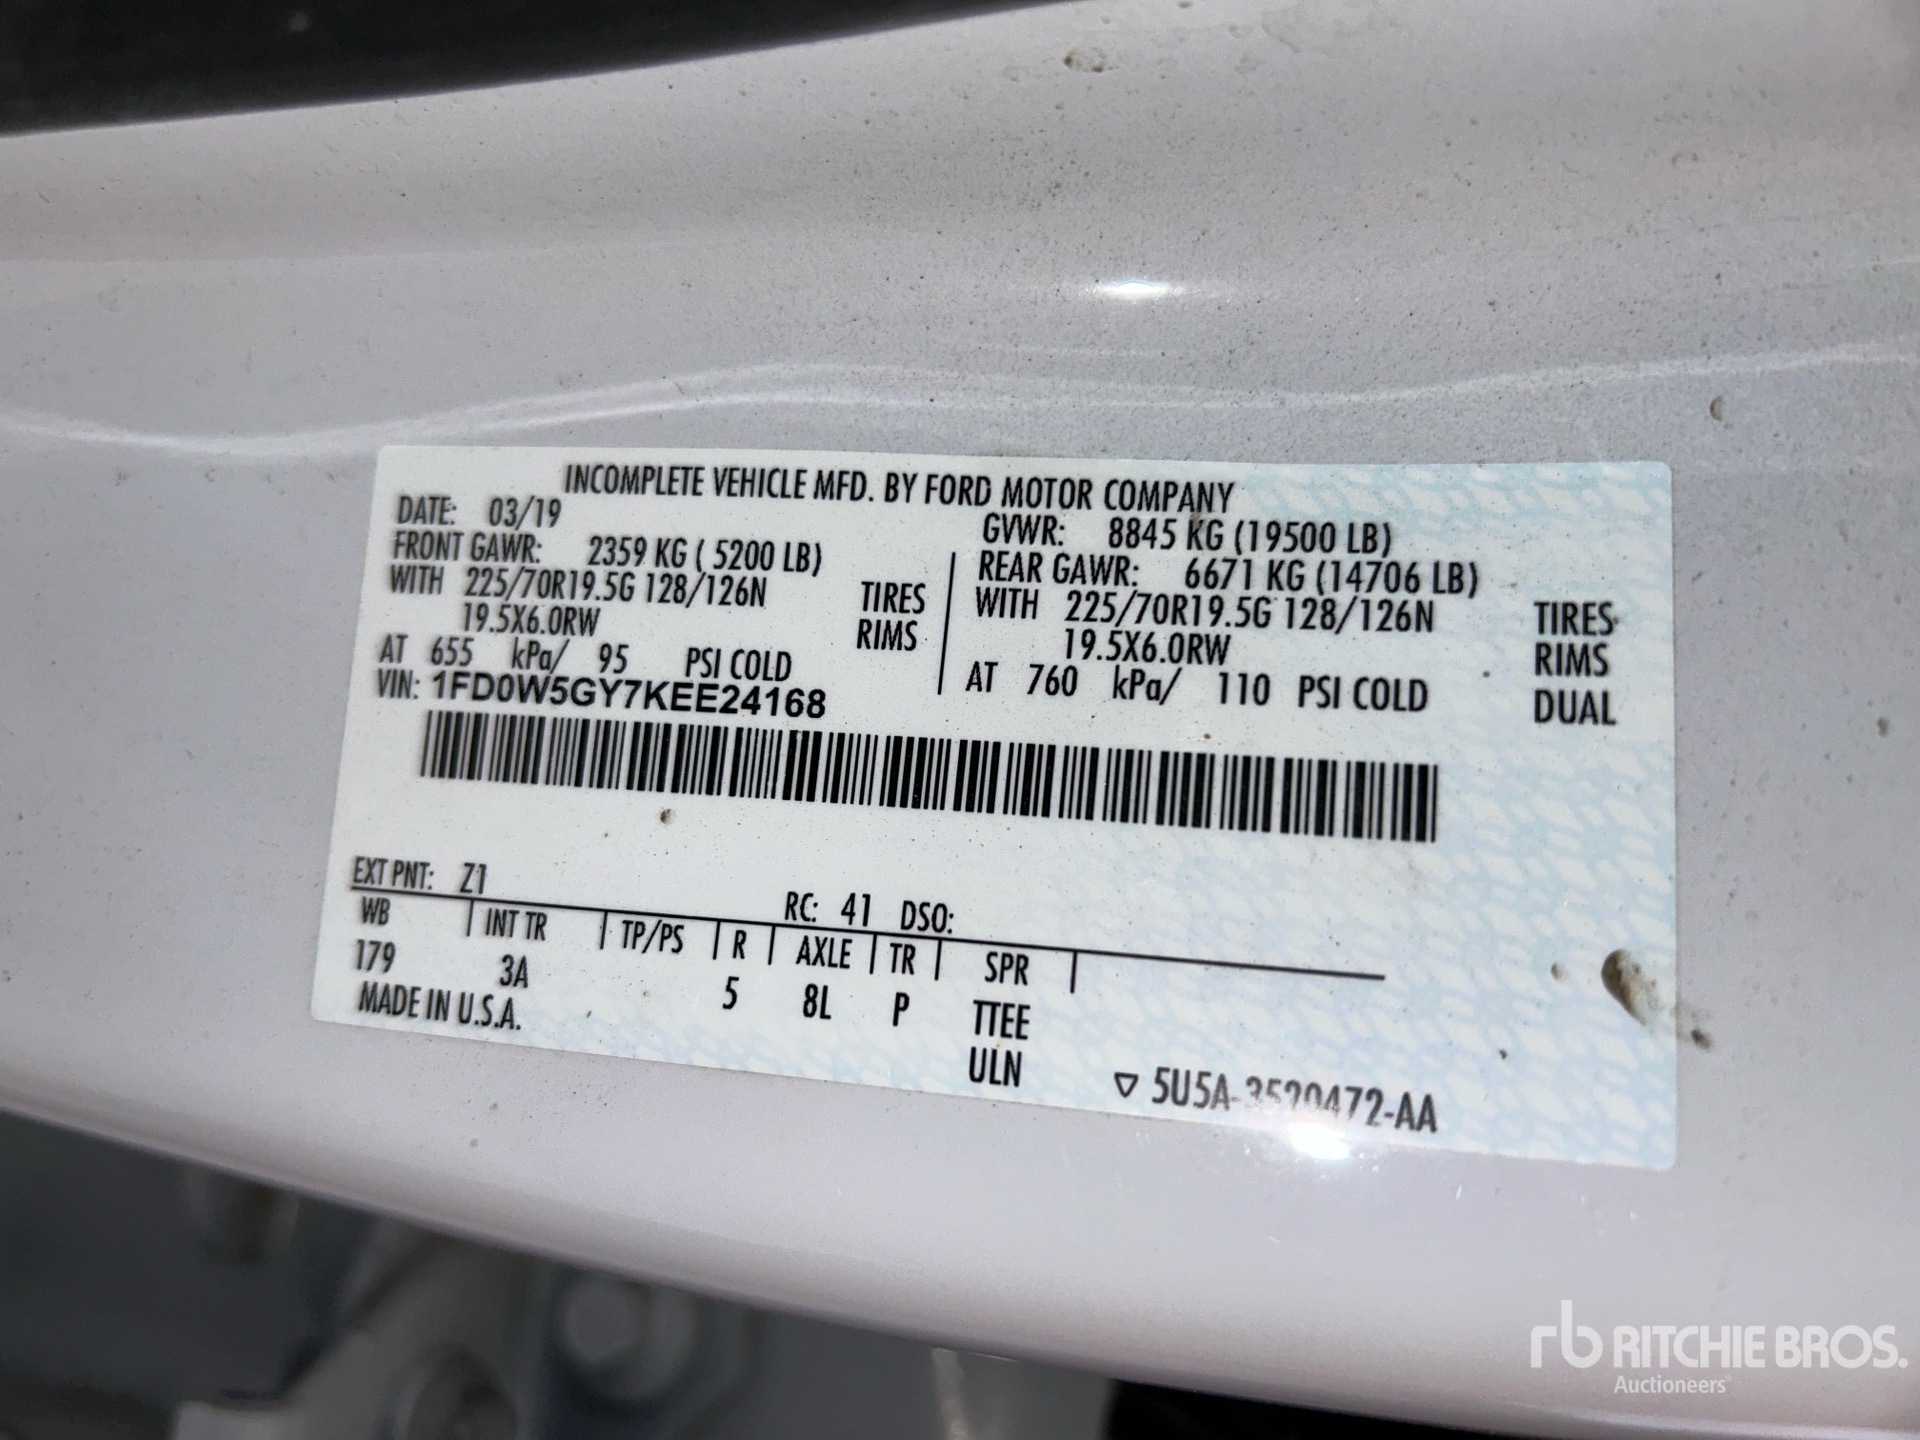 INCOMPLETE VEHICLE MFD. BY FORD MOTOR COMPANY
DATE: 03/19 GVWR: 8845 KG (19500 LB)
FRONT GAWR: 2359 KG ( 5200 LB) REAR GAWR: 6671 KG (14706 LB)
WITH 225/70R19.5G 128/126N TIRES WITH 225/70R19.5G 128/126N TIRES
19.5X6.0RW RIMS 19.5X6.0RW RIMS
AT 655 kPa/ 95 PSI COLD AT 760 kPa/ 110 PSI COLD DUAL
VIN: 1FD0W5GY7KEE24168
EXT PNT: Z1 RC: 41 DSO:
WB INT TR TP/PS R AXLE TR SPR
179 3A 5 8L P TTEE
MADE IN U.S.A. ULN
▽ 5U5A-3520472-AA
rb RITCHIE BROS.
Auctioneers